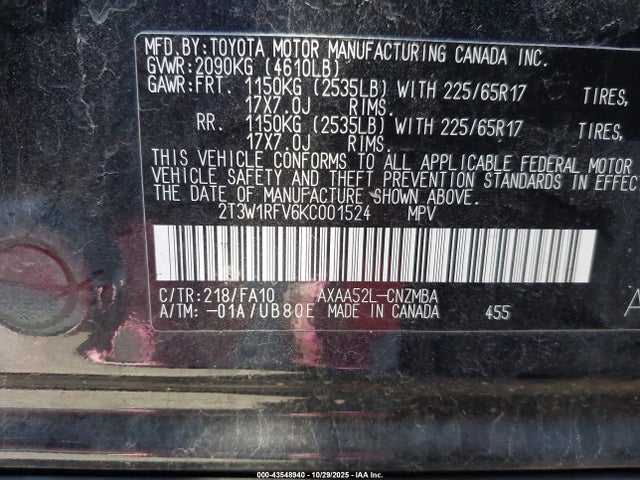 MFD.BY:TOYOTA MOTOR MANUFACTURING CANADA INC.
GVWR:2090KG (4610LB)
GAWR:FRT. 1150KG (2535LB) WITH 225/65R17 TIRES,
17X7.0J RIMS.
RR. 1150KG (2535LB) WITH 225/65R17 TIRES,
17X7.0J RIMS.
THIS VEHICLE CONFORMS TO ALL APPLICABLE FEDERAL MOTOR
VEHICLE SAFETY AND THEFT PREVENTION STANDARDS IN EFFECT
THE DATE OF MANUFACTURE SHOWN ABOVE.
2T3W1RFV6KC001524 MPV
C/TR:218/FA10 AXAA52L-CNZMBA
A/TM: -01A/UB80E MADE IN CANADA 455
000-43548940 - 10/29/2025 - IAA Inc.